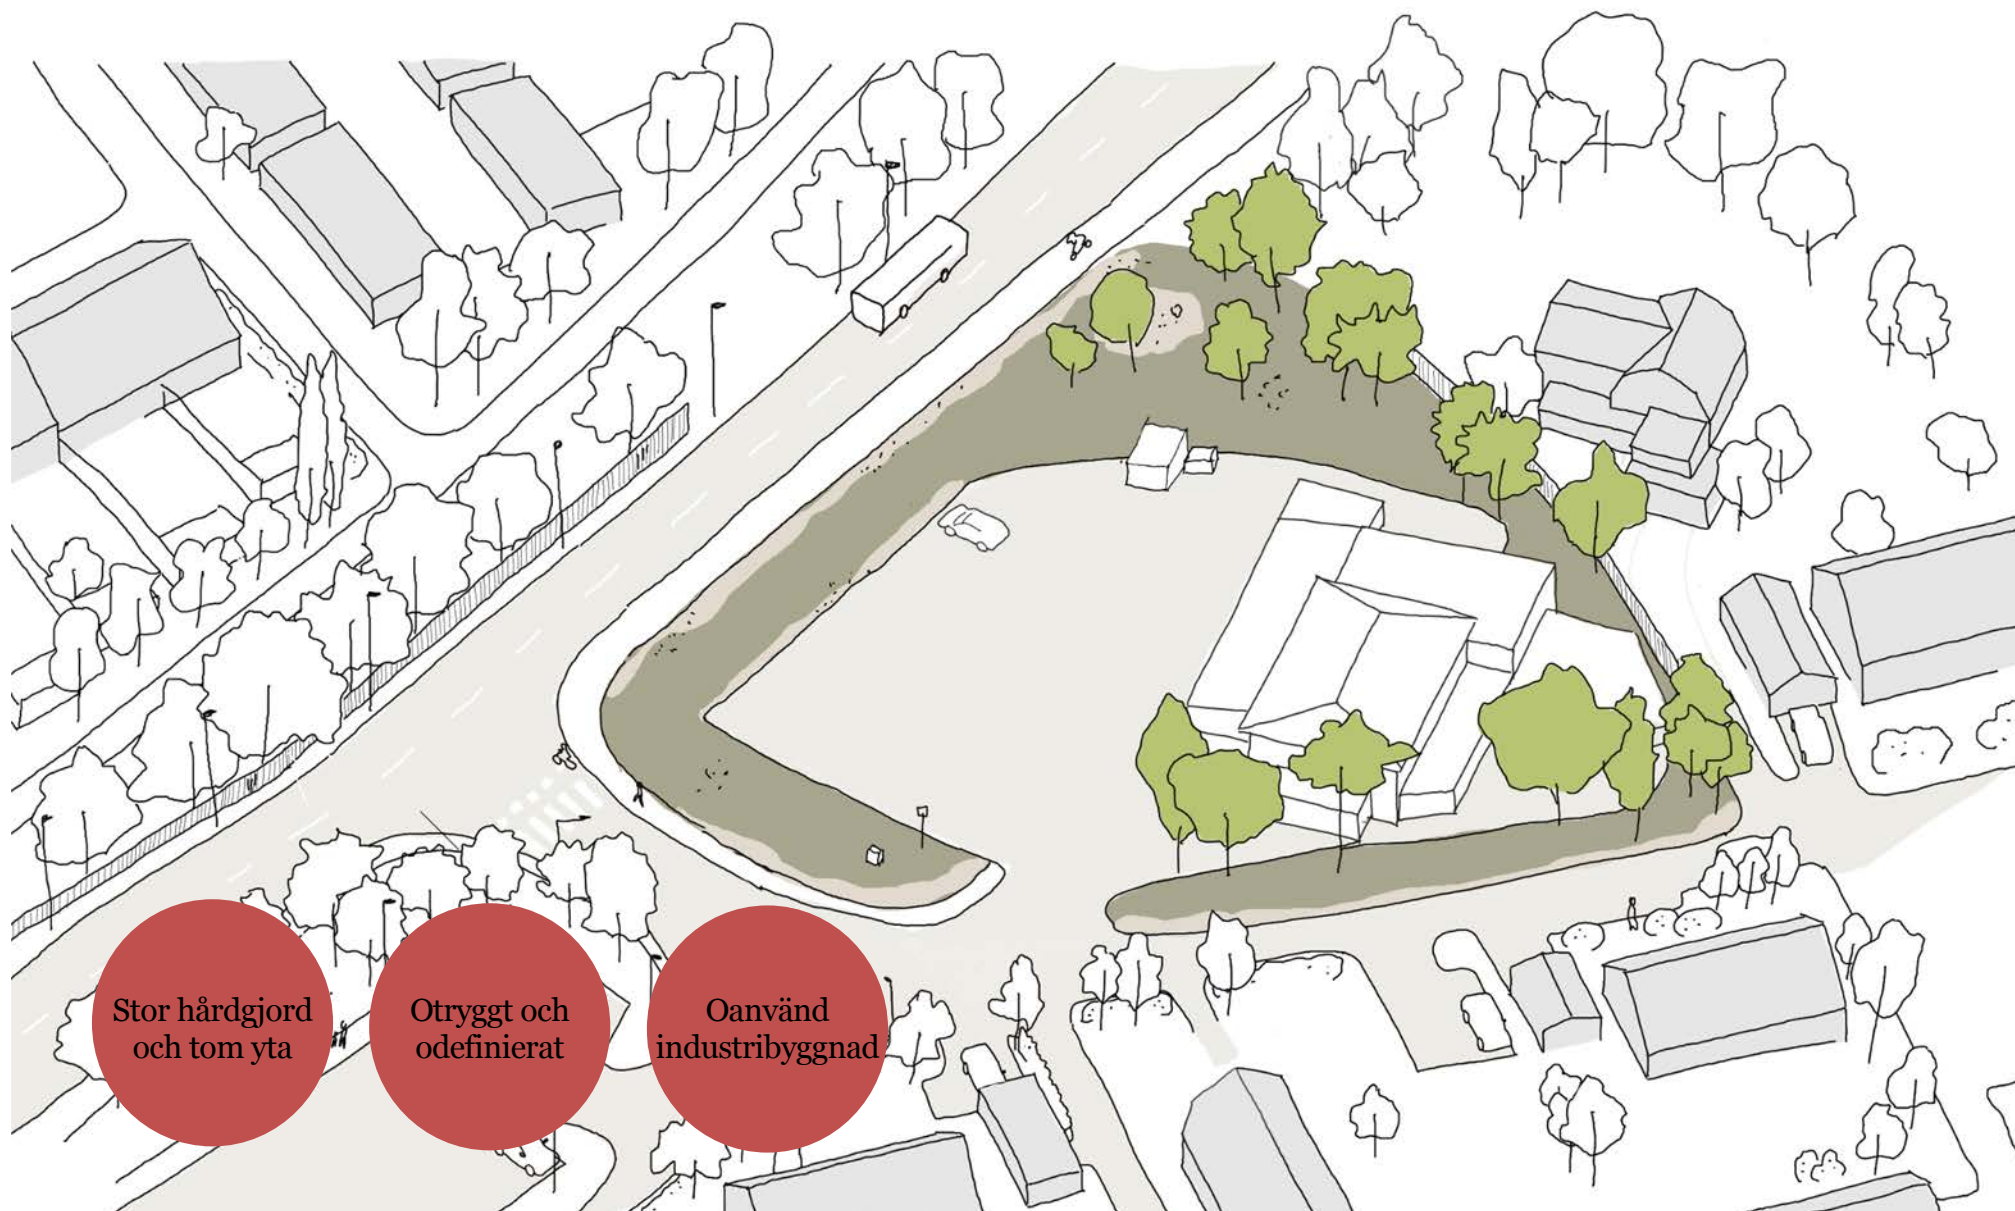 Stor hårdgjord
och tom yta
Otryggt och
odefinierat
Oanvänd
industribyggnad